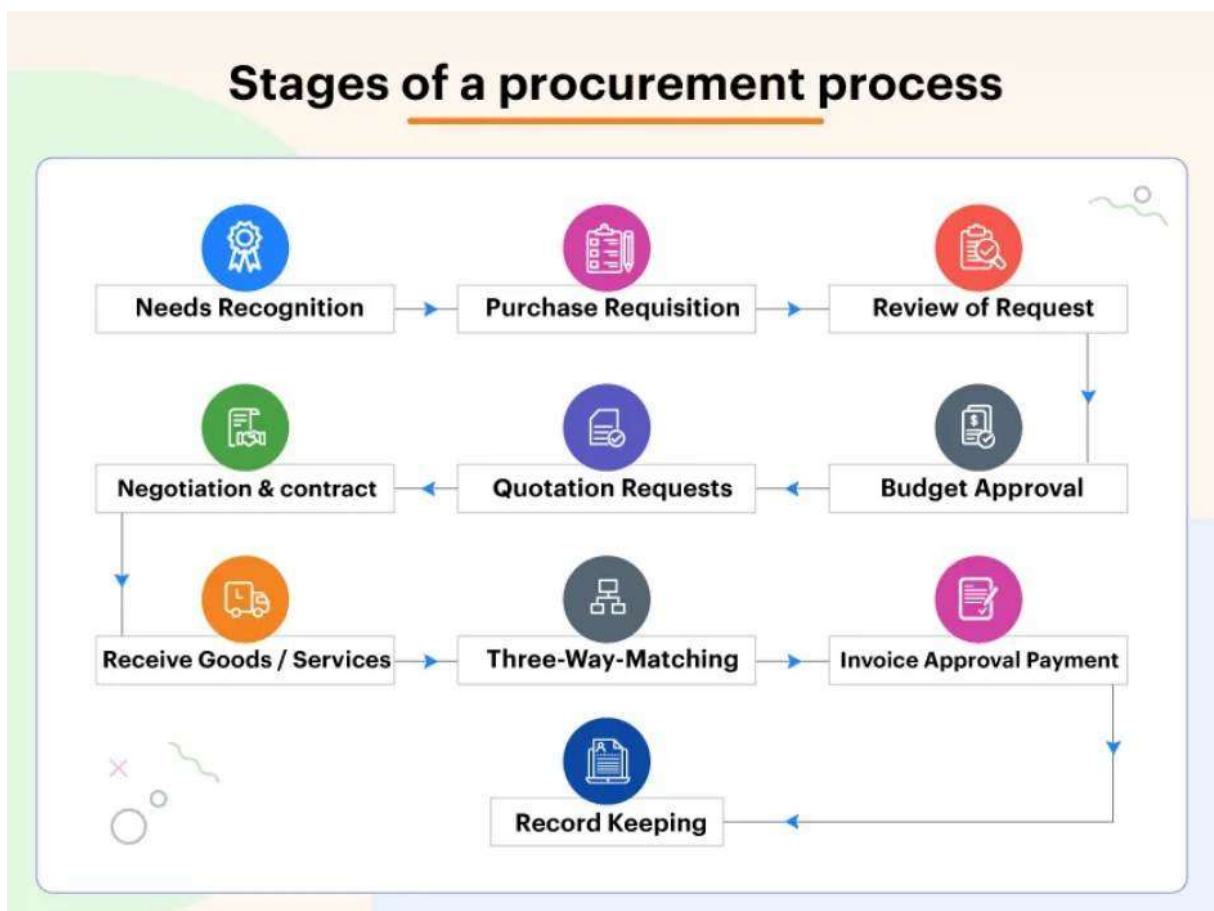 Stages of a procurement process
Needs Recognition
Purchase Requisition
Review of Request
Budget Approval
Quotation Requests
Negotiation & contract
Receive Goods / Services
Three-Way-Matching
Invoice Approval Payment
Record Keeping